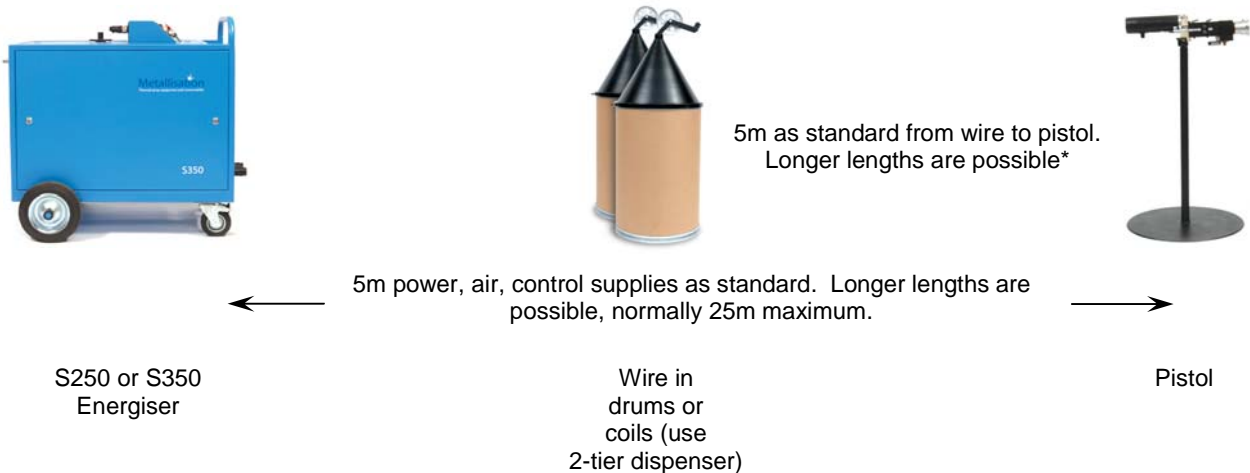 Metallisation
S350
5m as standard from wire to pistol.
Longer lengths are possible*
5m power, air, control supplies as standard. Longer lengths are
possible, normally 25m maximum.
S250 or S350
Energiser
Wire in
drums or
coils (use
2-tier dispenser)
Pistol